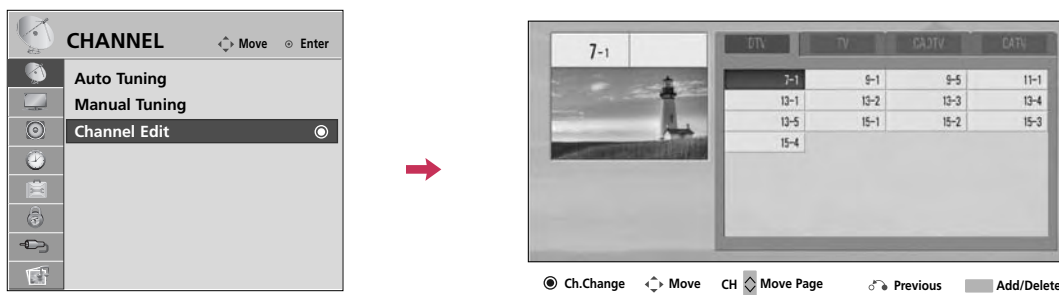 CHANNEL Move Enter
Auto Tuning
Manual Tuning
Channel Edit
7-1
DTV TV CADTV CATV
7-1 9-1 9-5 11-1
13-1 13-2 13-3 13-4
13-5 15-1 15-2 15-3
15-4
Ch.Change Move CH Move Page Previous Add/Delete